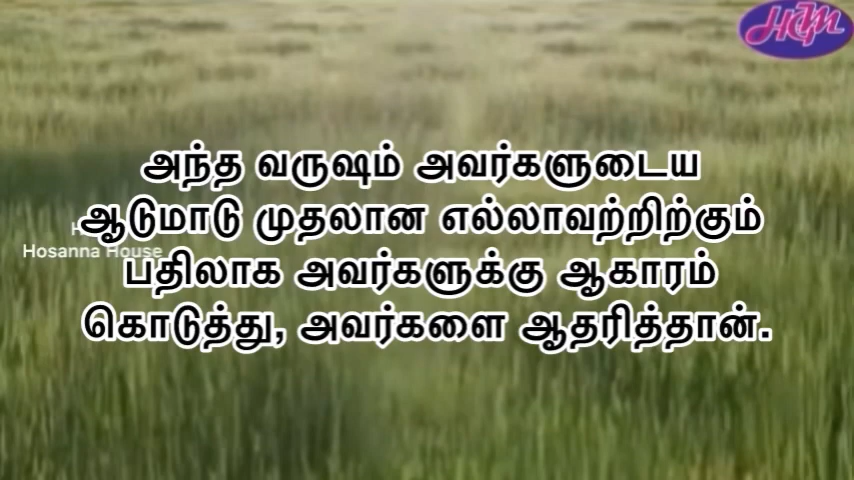 HGM
அந்த வருஷம் அவர்களுடைய
ஆடுமாடு முதலான எல்லாவற்றிற்கும்
Hosanna House
பதிலாக அவர்களுக்கு ஆகாரம்
கொடுத்து, அவர்களை ஆதரித்தான்.